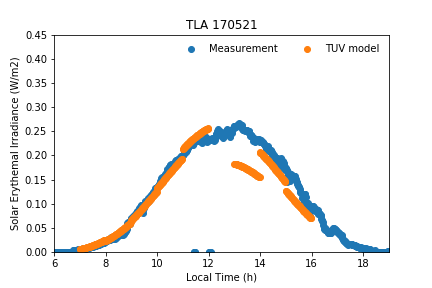 TLA 170521
Measurement TUV model
Solar Erythemal Irradiance (W/m2)
0.45
0.40
0.35
0.30
0.25
0.20
0.15
0.10
0.05
0.00
6 8 10 12 14 16 18
Local Time (h)